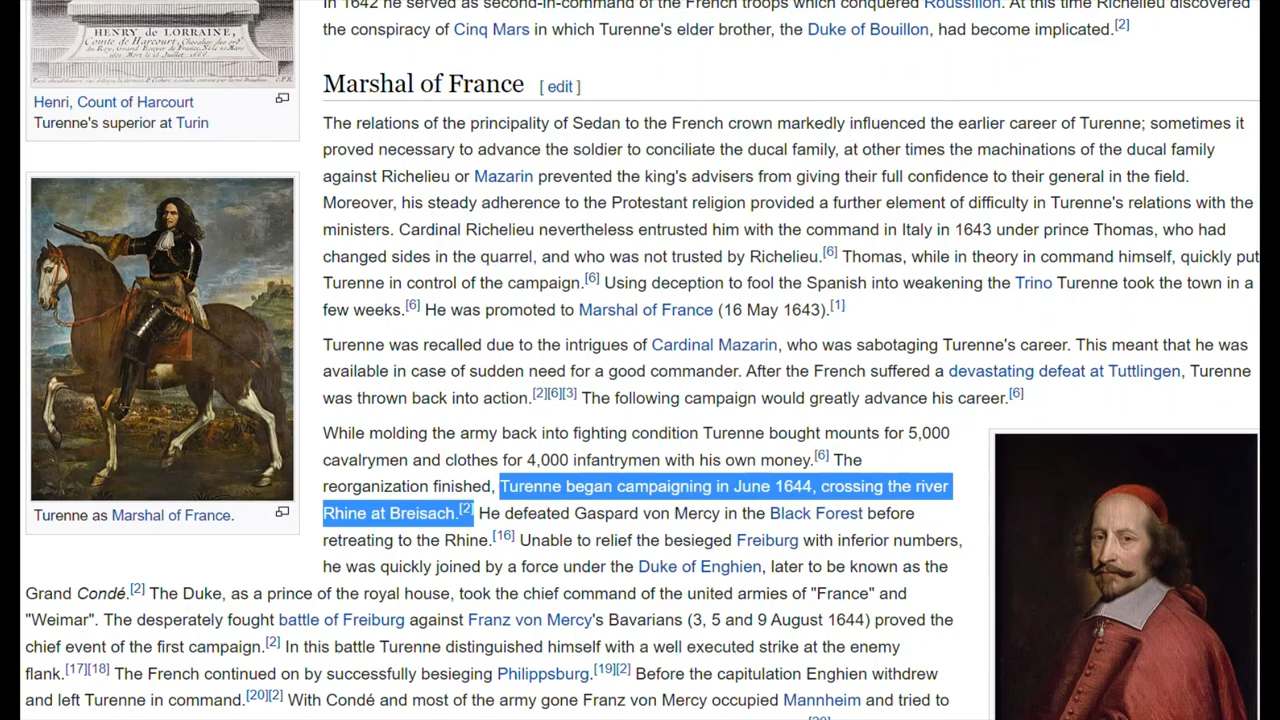 HENRY de LORRAINE,
Comte de Harcourt, Chevalier des ord.
Henri, Count of Harcourt
Turenne's superior at Turin
Turenne as Marshal of France.
In 1642 he served as second-in-command of the French troops which conquered Roussillon. At this time Richelieu discovered
the conspiracy of Cinq Mars in which Turenne's elder brother, the Duke of Bouillon, had become implicated.[2]
Marshal of France [ edit ]
The relations of the principality of Sedan to the French crown markedly influenced the earlier career of Turenne; sometimes it
proved necessary to advance the soldier to conciliate the ducal family, at other times the machinations of the ducal family
against Richelieu or Mazarin prevented the king's advisers from giving their full confidence to their general in the field.
Moreover, his steady adherence to the Protestant religion provided a further element of difficulty in Turenne's relations with the
ministers. Cardinal Richelieu nevertheless entrusted him with the command in Italy in 1643 under prince Thomas, who had
changed sides in the quarrel, and who was not trusted by Richelieu.[6] Thomas, while in theory in command himself, quickly put
Turenne in control of the campaign.[6] Using deception to fool the Spanish into weakening the Trino Turenne took the town in a
few weeks.[6] He was promoted to Marshal of France (16 May 1643).[1]
Turenne was recalled due to the intrigues of Cardinal Mazarin, who was sabotaging Turenne's career. This meant that he was
available in case of sudden need for a good commander. After the French suffered a devastating defeat at Tuttlingen, Turenne
was thrown back into action.[2][6][3] The following campaign would greatly advance his career.[6]
While molding the army back into fighting condition Turenne bought mounts for 5,000
cavalrymen and clothes for 4,000 infantrymen with his own money.[6] The
reorganization finished, Turenne began campaigning in June 1644, crossing the river
Rhine at Breisach.[2] He defeated Gaspard von Mercy in the Black Forest before
retreating to the Rhine.[16] Unable to relief the besieged Freiburg with inferior numbers,
he was quickly joined by a force under the Duke of Enghien, later to be known as the
Grand Condé.[2] The Duke, as a prince of the royal house, took the chief command of the united armies of "France" and
"Weimar". The desperately fought battle of Freiburg against Franz von Mercy's Bavarians (3, 5 and 9 August 1644) proved the
chief event of the first campaign.[2] In this battle Turenne distinguished himself with a well executed strike at the enemy
flank.[17][18] The French continued on by successfully besieging Philippsburg.[19][2] Before the capitulation Enghien withdrew
and left Turenne in command.[20][2] With Condé and most of the army gone Franz von Mercy occupied Mannheim and tried to